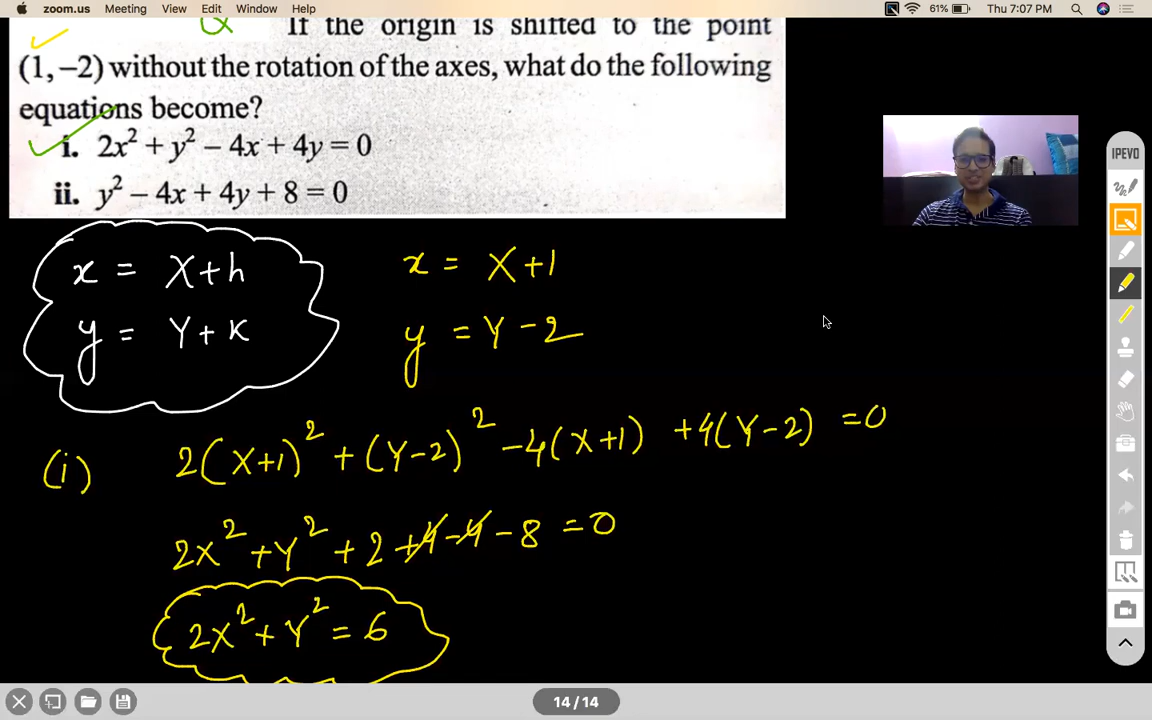 zoom.us Meeting View Edit Window Help 61% Thu 7:07 PM
If the origin is shifted to the point
(1, −2) without the rotation of the axes, what do the following
equations become?
i. 2x² + y² − 4x + 4y = 0
ii. y² − 4x + 4y + 8 = 0
IPEVO
x = X+h
y = Y+K
x = X+1
y = Y−2
(i) 2(X+1)² + (Y−2)² −4(X+1) +4(Y−2) =0
2X² +Y² +2 +4 −4 −8 =0
2X² + Y² = 6
14 / 14